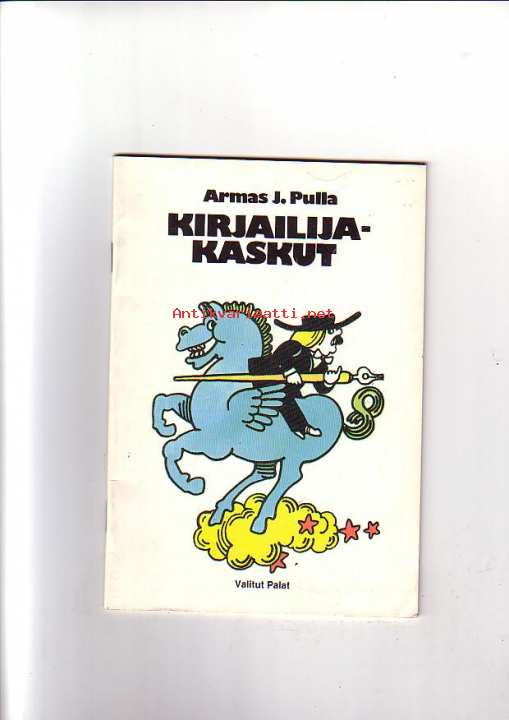 Armas J. Pulla
KIRJAILIJA-
KASKUT
Antikvariaatti.net
Valitut Palat